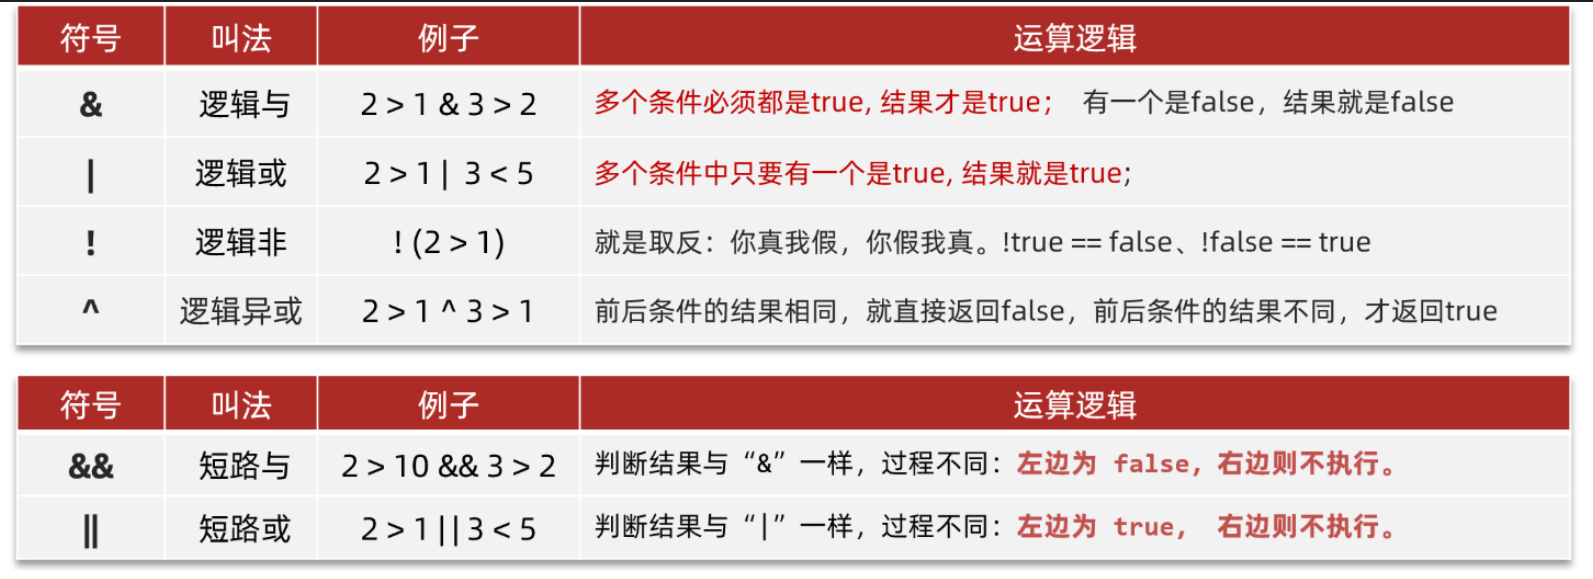 符号 叫法 例子 运算逻辑
& 逻辑与 2 > 1 & 3 > 2 多个条件必须都是true, 结果才是true； 有一个是false，结果就是false
| 逻辑或 2 > 1 | 3 < 5 多个条件中只要有一个是true, 结果就是true;
! 逻辑非 ! (2 > 1) 就是取反：你真我假，你假我真。!true == false、!false == true
^ 逻辑异或 2 > 1 ^ 3 > 1 前后条件的结果相同，就直接返回false，前后条件的结果不同，才返回true
符号 叫法 例子 运算逻辑
&& 短路与 2 > 10 && 3 > 2 判断结果与“&”一样，过程不同：左边为 false，右边则不执行。
|| 短路或 2 > 1 || 3 < 5 判断结果与“|”一样，过程不同：左边为 true， 右边则不执行。